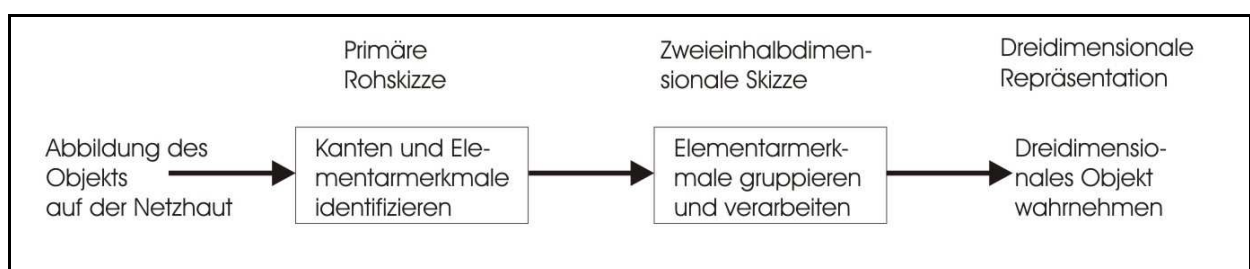 Primäre
Rohskizze
Zweieinhalbdimen-
sionale Skizze
Dreidimensionale
Repräsentation
Abbildung des
Objekts
auf der Netzhaut
Kanten und Ele-
mentarmerkmale
identifizieren
Elementarmerk-
male gruppieren
und verarbeiten
Dreidimensio-
nales Objekt
wahrnehmen